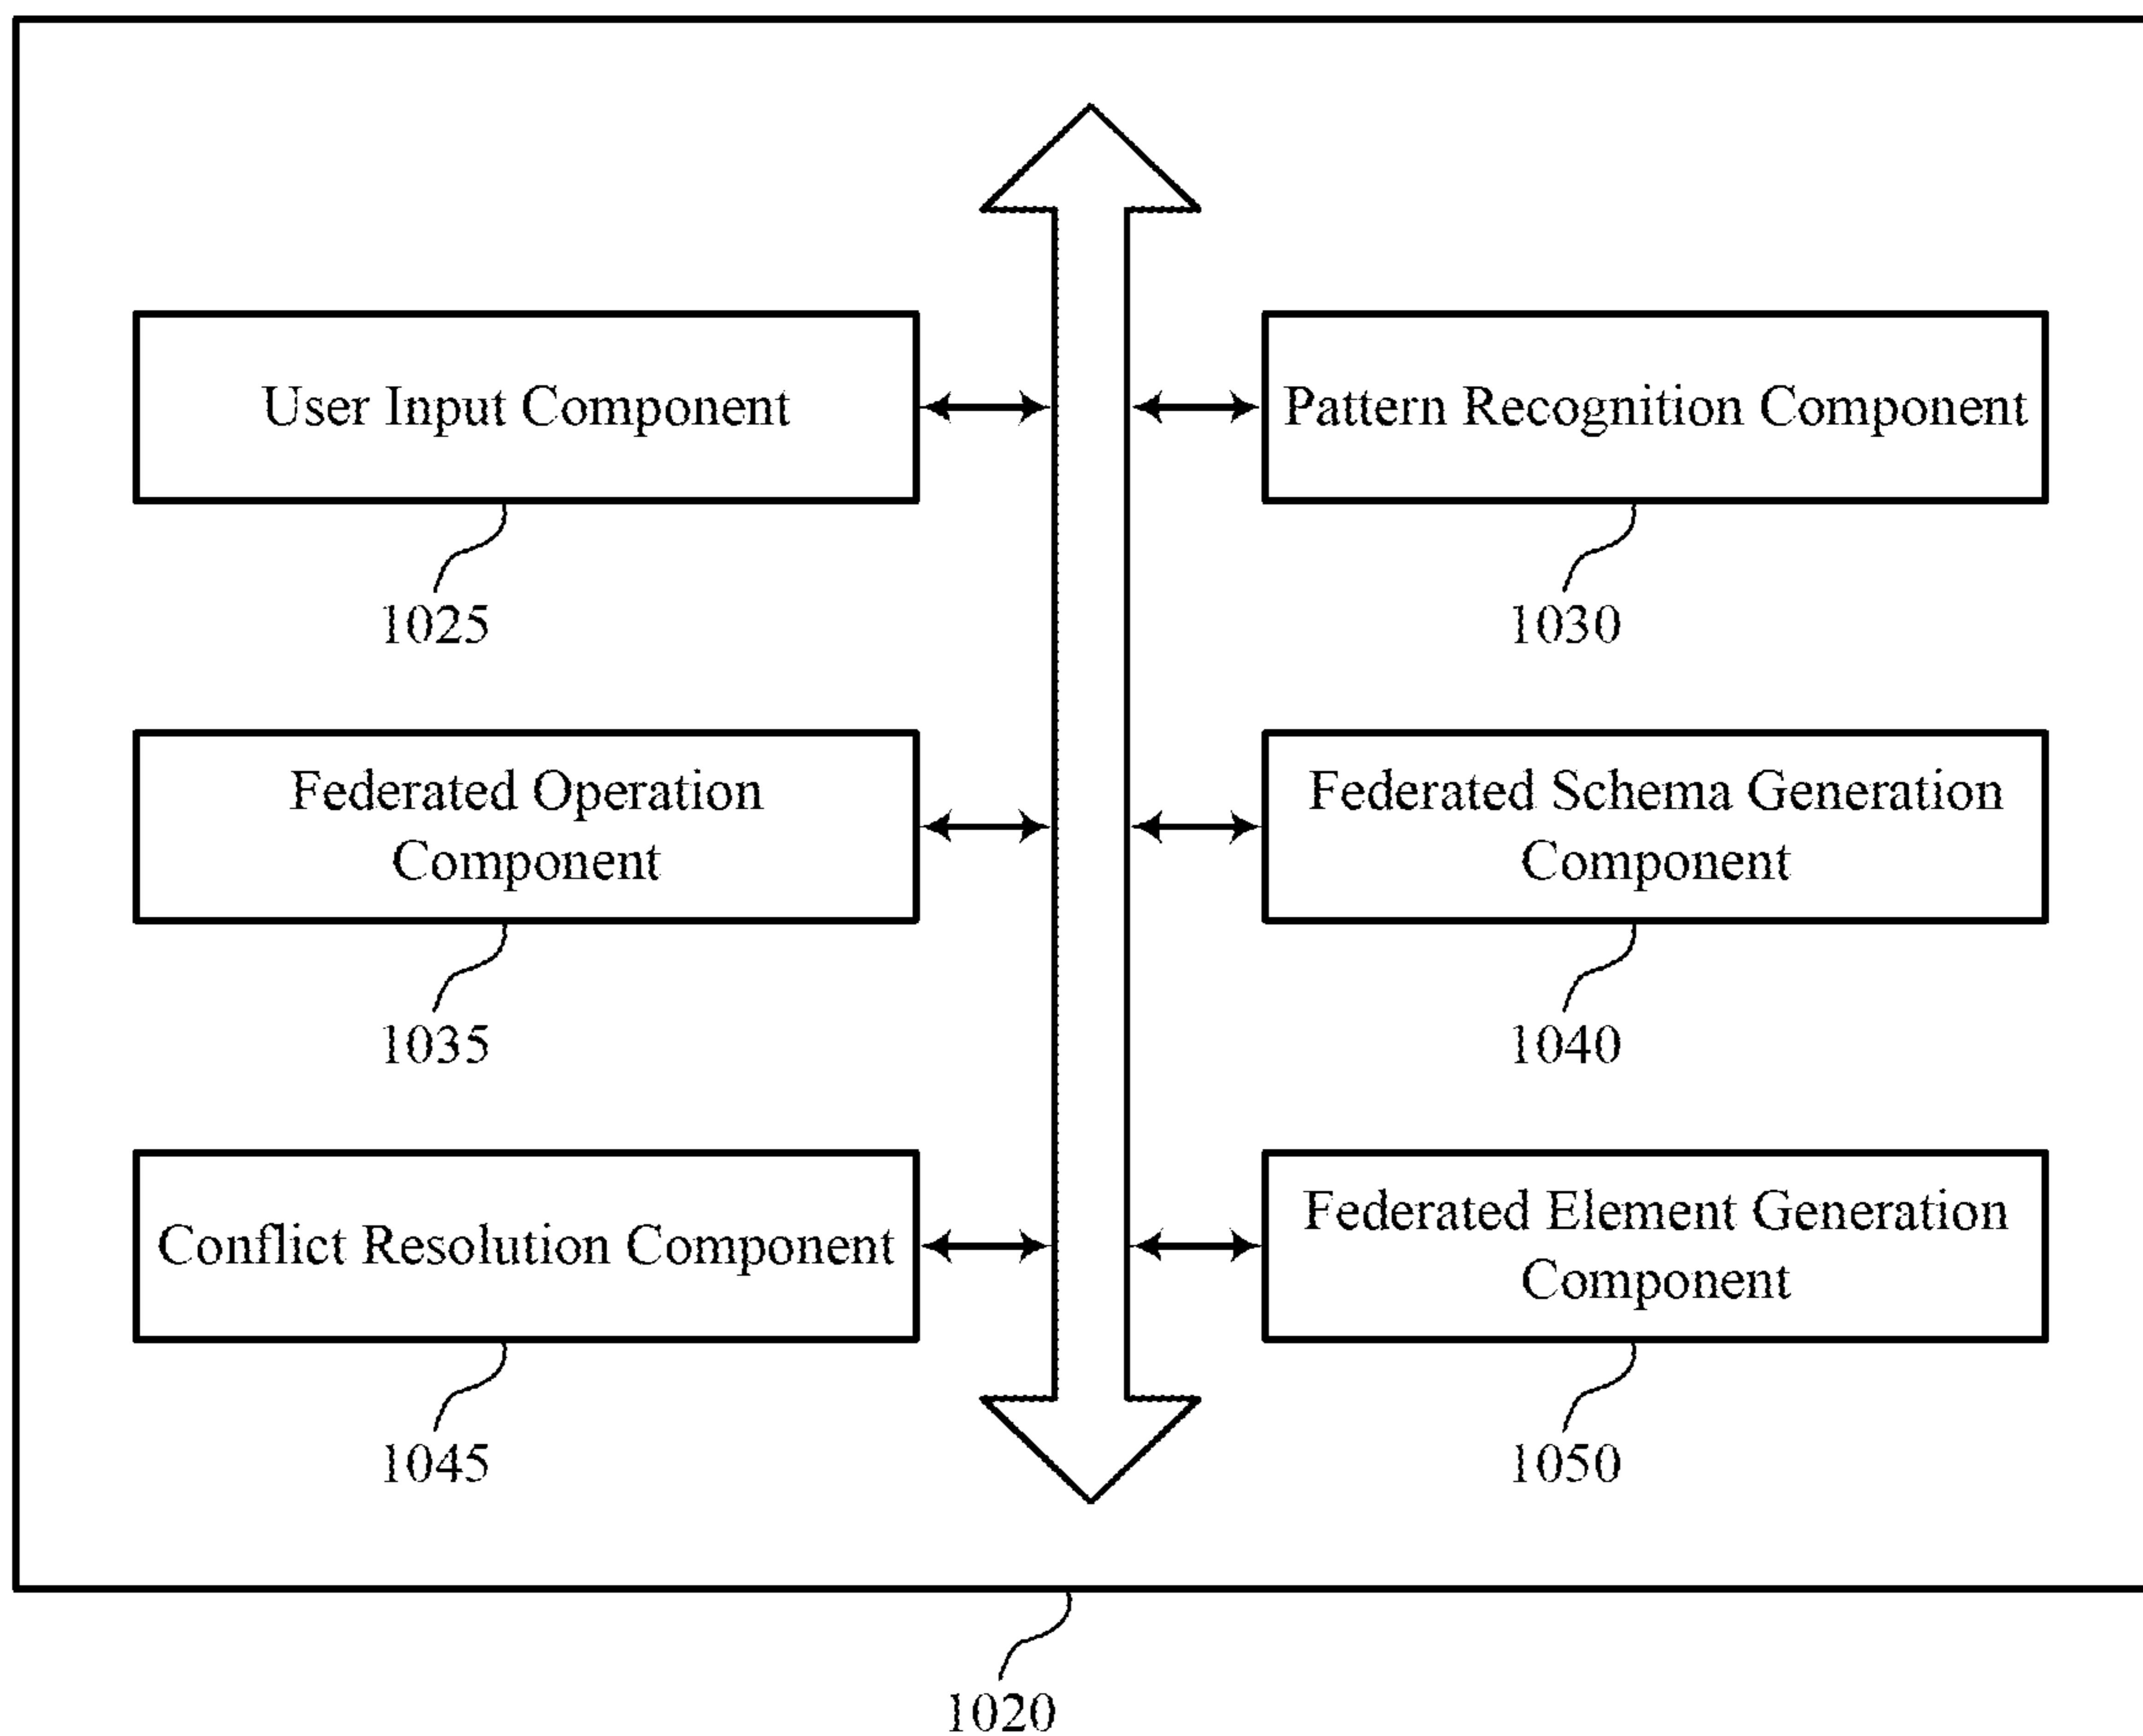 User Input Component
Pattern Recognition Component
1025
1030
Federated Operation
Component
Federated Schema Generation
Component
1035
1040
Conflict Resolution Component
Federated Element Generation
Component
1045
1050
1020